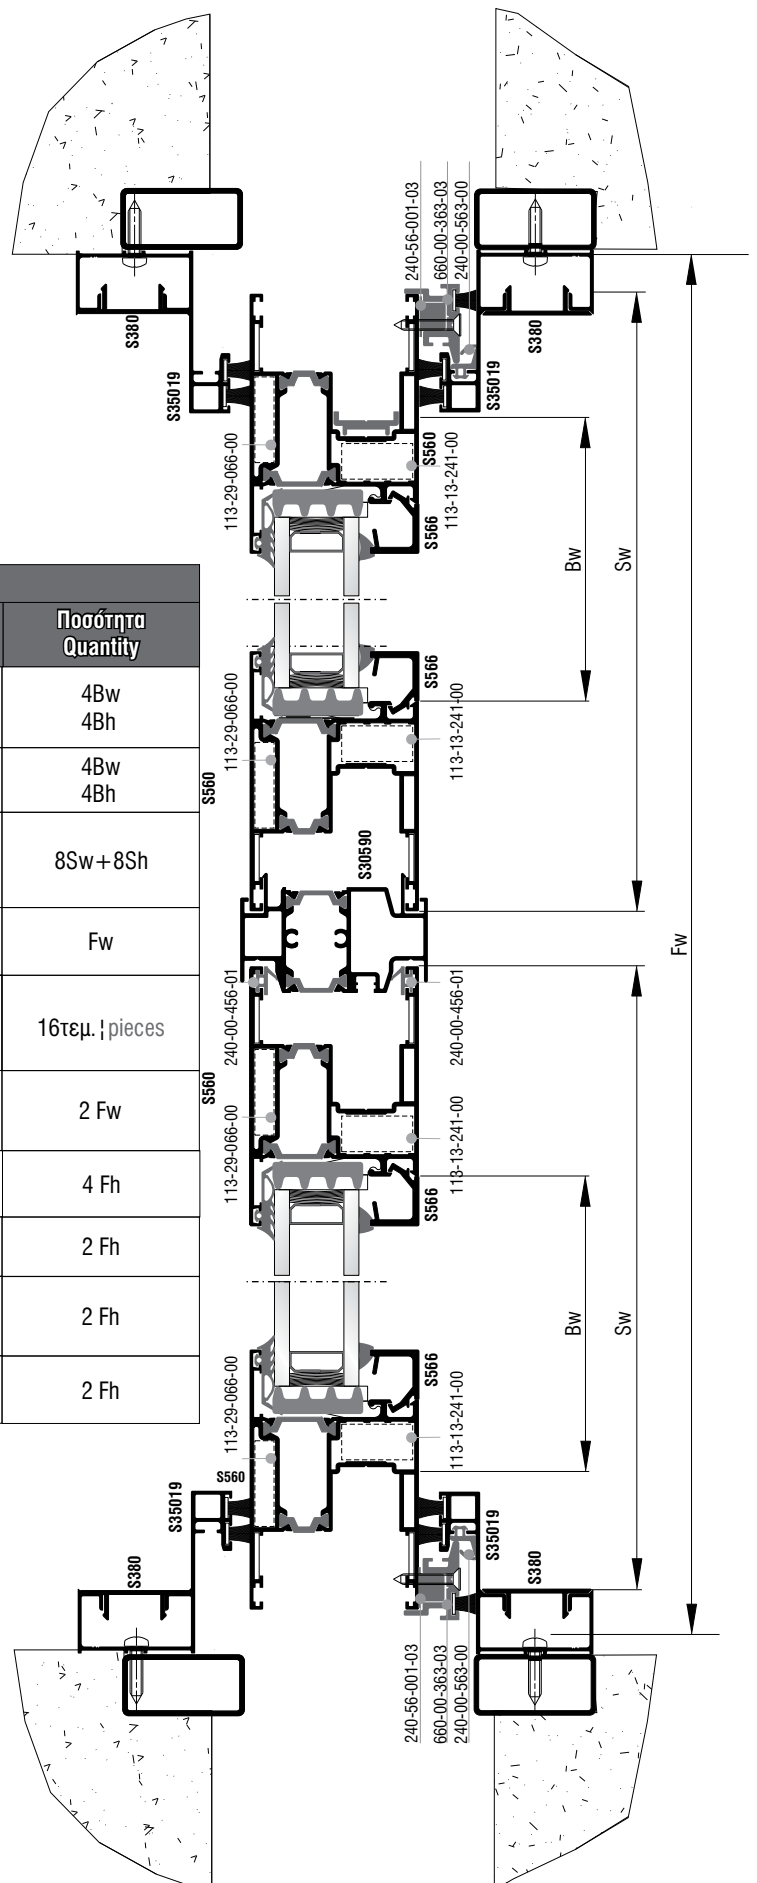 240-56-001-03
660-00-363-03
240-00-563-00
S380
S380
S35019
S35019
113-29-066-00
S560
113-13-241-00
S566
Bw
Sw
Ποσότητα
Quantity
4Bw
4Bh
4Bw
4Bh
8Sw+8Sh
Fw
16τεμ. ¦ pieces
2 Fw
4 Fh
2 Fh
2 Fh
2 Fh
S566
113-29-066-00
113-13-241-00
S560
S30590
Fw
240-00-456-01
240-00-456-01
S560
113-29-066-00
113-13-241-00
S566
Bw
Sw
S566
113-29-066-00
113-13-241-00
S560
S35019
S35019
S380
S380
240-56-001-03
660-00-363-03
240-00-563-00